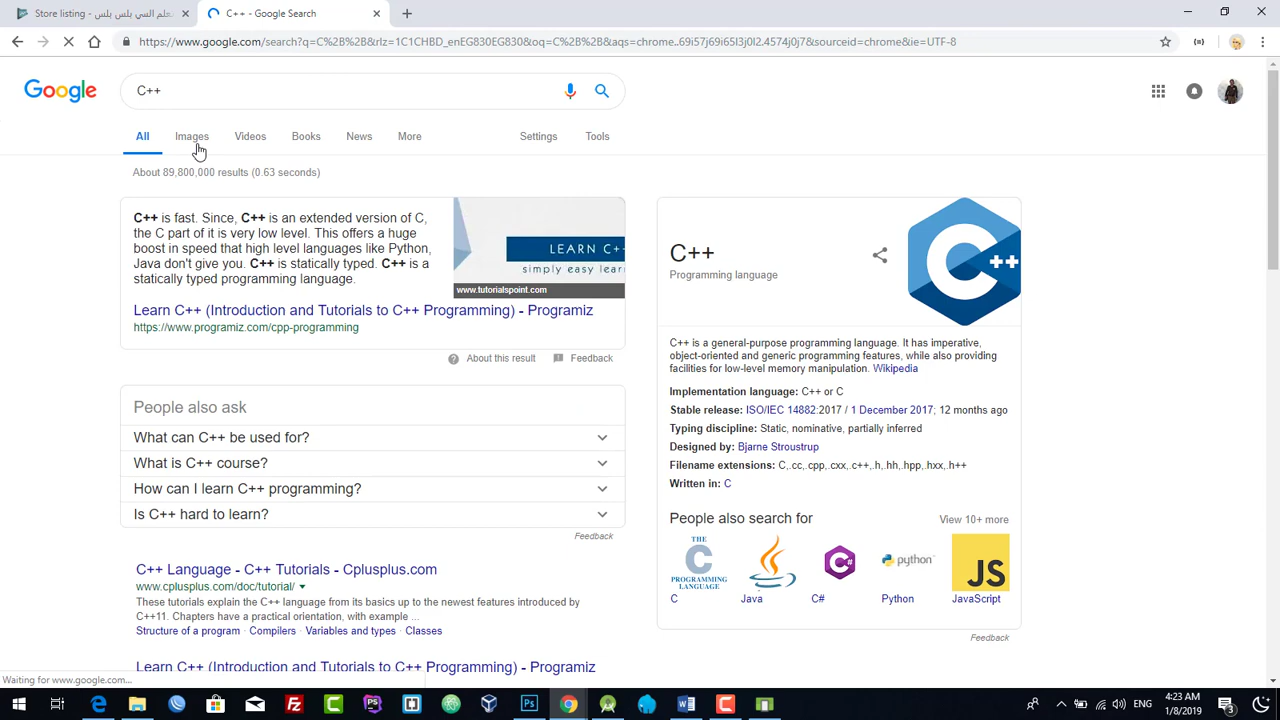 Store listing - تعلم السي بلس بلس
C++ - Google Search
https://www.google.com/search?q=C%2B%2B&rlz=1C1CHBD_enEG830EG830&oq=C%2B%2B&aqs=chrome..69i57j69i65l3j0l2.4574j0j7&sourceid=chrome&ie=UTF-8
Google
C++
All Images Videos Books News More Settings Tools
About 89,800,000 results (0.63 seconds)
C++ is fast. Since, C++ is an extended version of C,
the C part of it is very low level. This offers a huge
boost in speed that high level languages like Python,
Java don't give you. C++ is statically typed. C++ is a
statically typed programming language.
LEARN C++
simply easy learn
www.tutorialspoint.com
Learn C++ (Introduction and Tutorials to C++ Programming) - Programiz
https://www.programiz.com/cpp-programming
About this result Feedback
People also ask
What can C++ be used for?
What is C++ course?
How can I learn C++ programming?
Is C++ hard to learn?
Feedback
C++ Language - C++ Tutorials - Cplusplus.com
www.cplusplus.com/doc/tutorial/
These tutorials explain the C++ language from its basics up to the newest features introduced by
C++11. Chapters have a practical orientation, with example ...
Structure of a program · Compilers · Variables and types · Classes
Learn C++ (Introduction and Tutorials to C++ Programming) - Programiz
C++
Programming language
C++
C++ is a general-purpose programming language. It has imperative,
object-oriented and generic programming features, while also providing
facilities for low-level memory manipulation. Wikipedia
Implementation language: C++ or C
Stable release: ISO/IEC 14882:2017 / 1 December 2017; 12 months ago
Typing discipline: Static, nominative, partially inferred
Designed by: Bjarne Stroustrup
Filename extensions: C,.cc,.cpp,.cxx,.c++,.h,.hh,.hpp,.hxx,.h++
Written in: C
People also search for View 10+ more
THE
C
PROGRAMMING
LANGUAGE
C#
python
JS
C Java C# Python JavaScript
Feedback
Waiting for www.google.com...
Ps
4:23 AM
1/8/2019
3